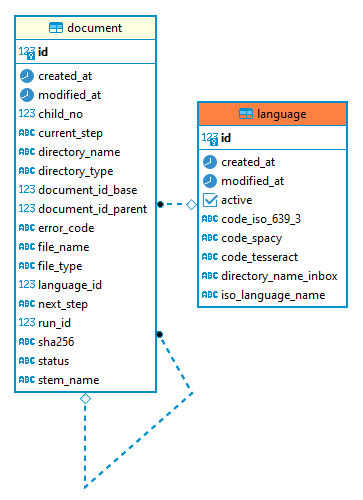 document
123 id
created_at
modified_at
123 child_no
ABC current_step
ABC directory_name
ABC directory_type
123 document_id_base
123 document_id_parent
ABC error_code
ABC file_name
ABC file_type
123 language_id
ABC next_step
123 run_id
ABC sha256
ABC status
ABC stem_name
language
123 id
created_at
modified_at
active
ABC code_iso_639_3
ABC code_spacy
ABC code_tesseract
ABC directory_name_inbox
ABC iso_language_name